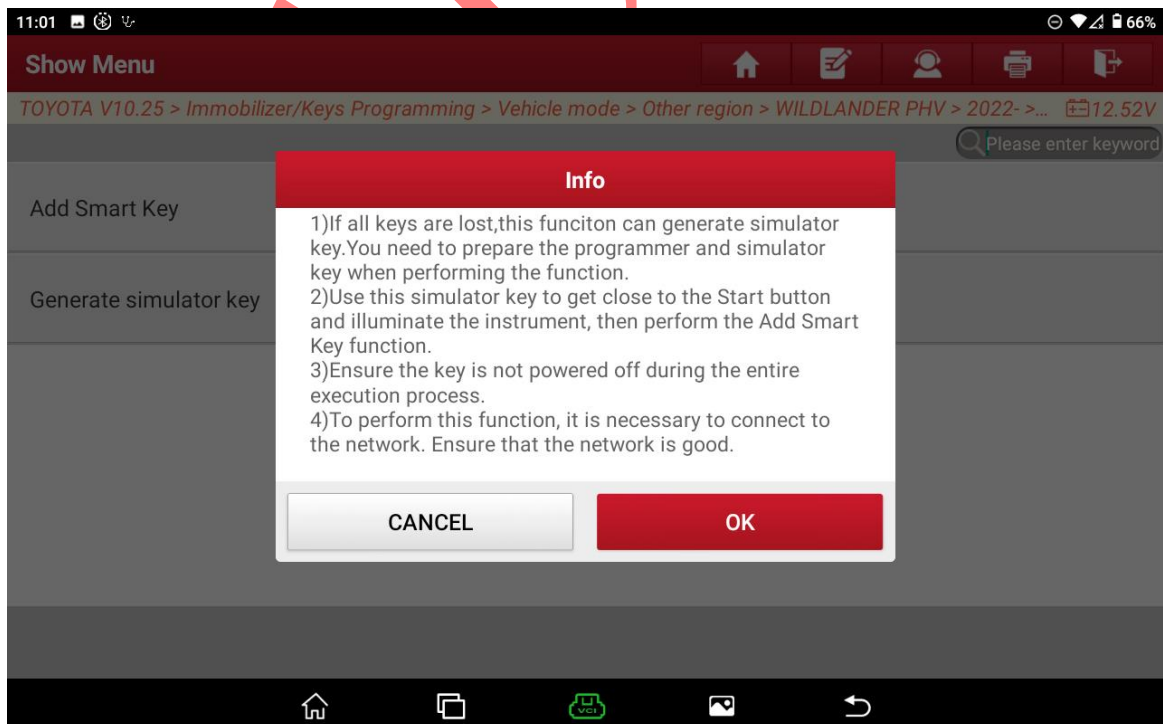 11:01
66%
Show Menu
TOYOTA V10.25 > Immobilizer/Keys Programming > Vehicle mode > Other region > WILDLANDER PHV > 2022- >... 12.52V
Please enter keyword
Info
Add Smart Key
1)If all keys are lost,this funciton can generate simulator
key.You need to prepare the programmer and simulator
key when performing the function.
Generate simulator key
2)Use this simulator key to get close to the Start button
and illuminate the instrument, then perform the Add Smart
Key function.
3)Ensure the key is not powered off during the entire
execution process.
4)To perform this function, it is necessary to connect to
the network. Ensure that the network is good.
CANCEL
OK
VCI